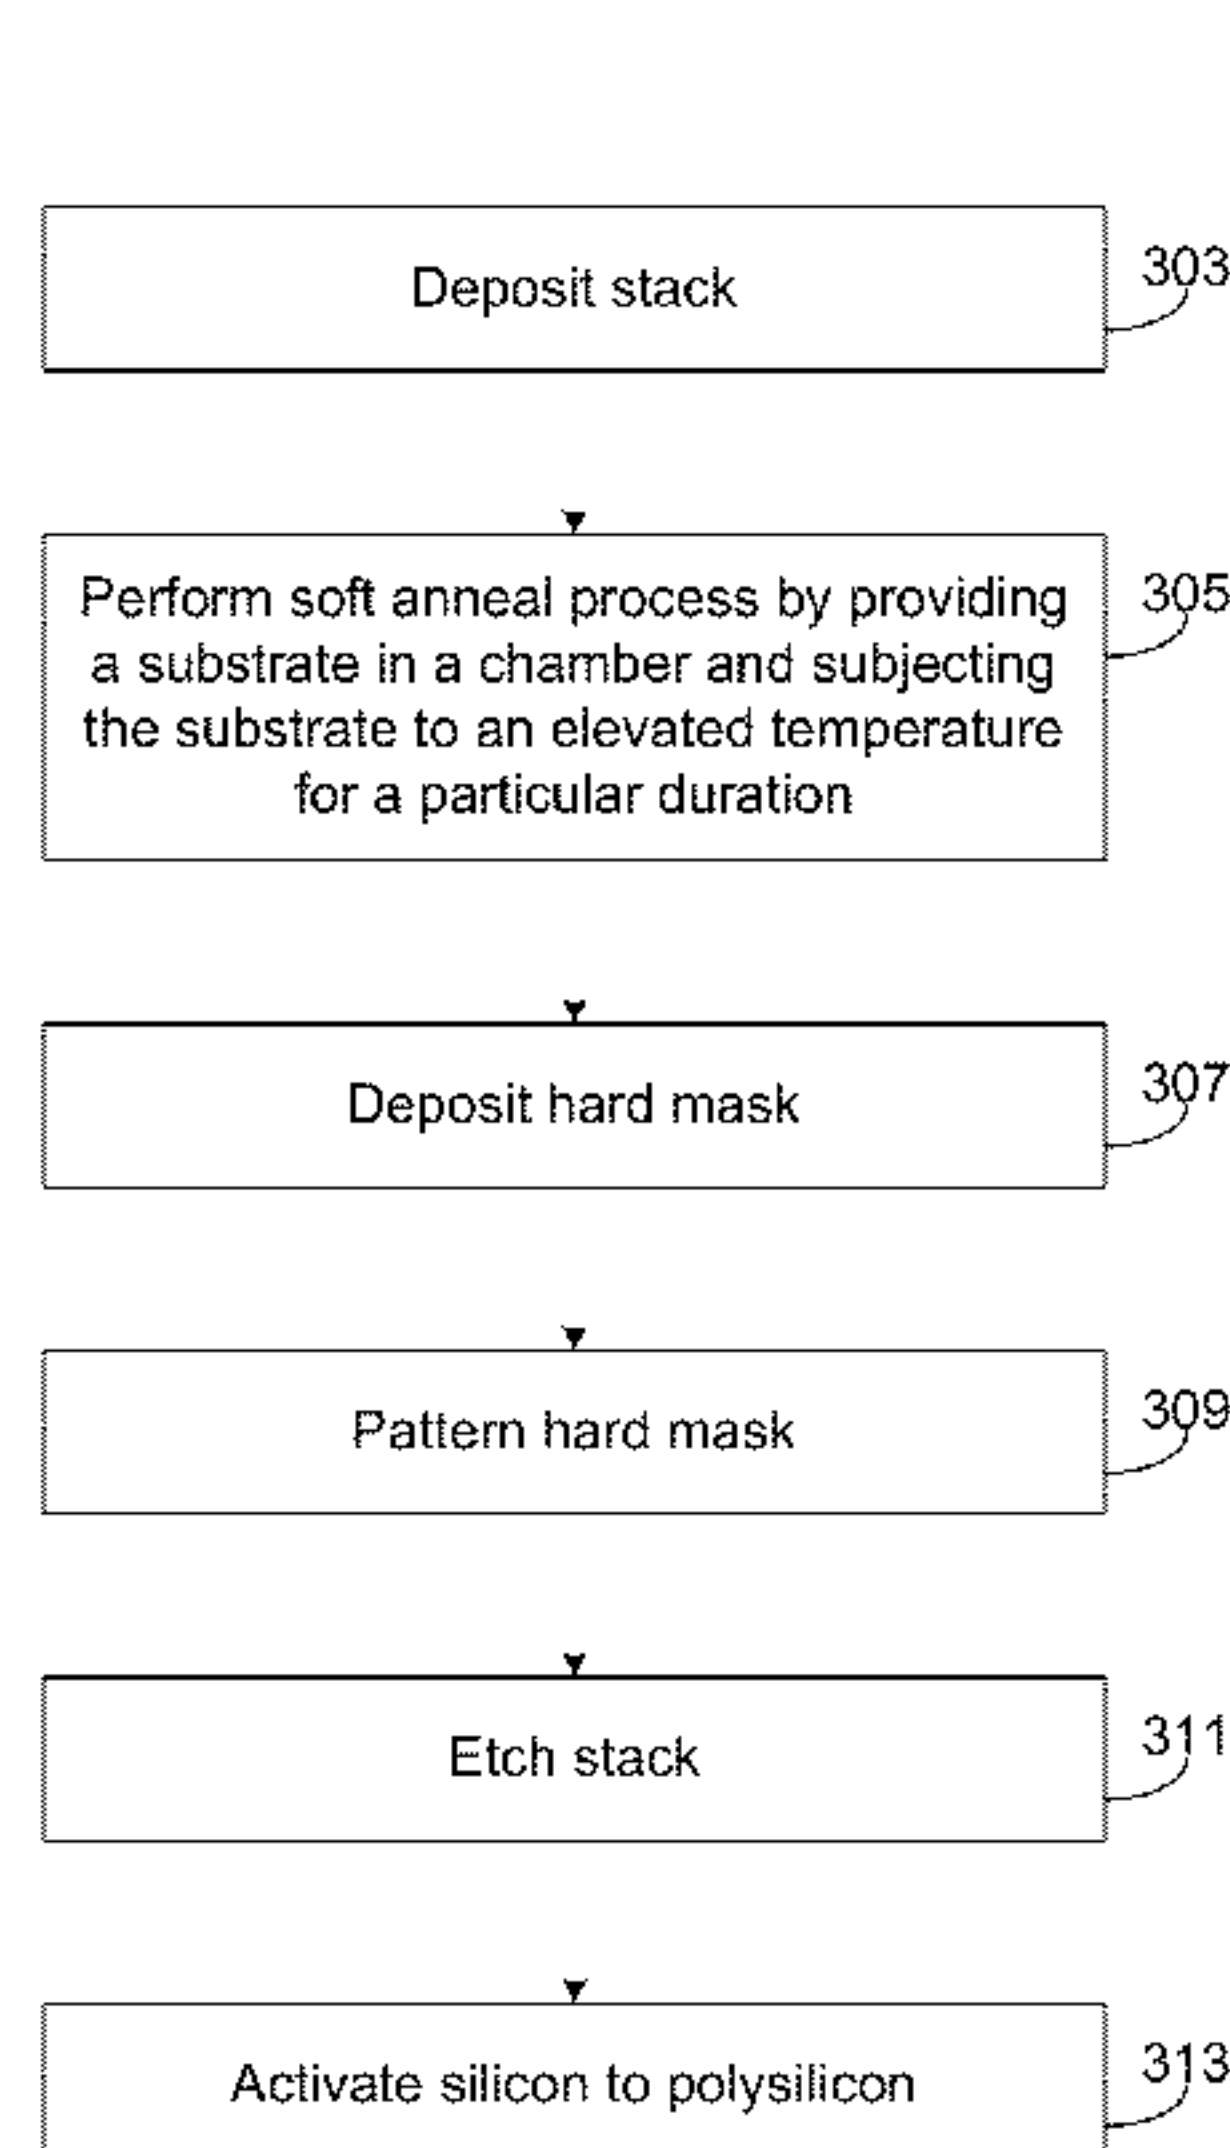 Deposit stack
303
Perform soft anneal process by providing
a substrate in a chamber and subjecting
the substrate to an elevated temperature
for a particular duration
305
Deposit hard mask
307
Pattern hard mask
309
Etch stack
311
Activate silicon to polysilicon
313